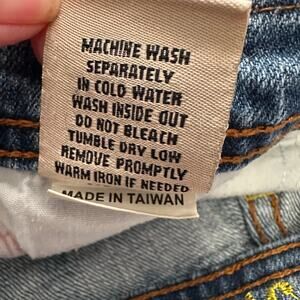 MACHINE WASH
SEPARATELY
IN COLD WATER
WASH INSIDE OUT
DO NOT BLEACH
TUMBLE DRY LOW
REMOVE PROMPTLY
WARM IRON IF NEEDED
MADE IN TAIWAN